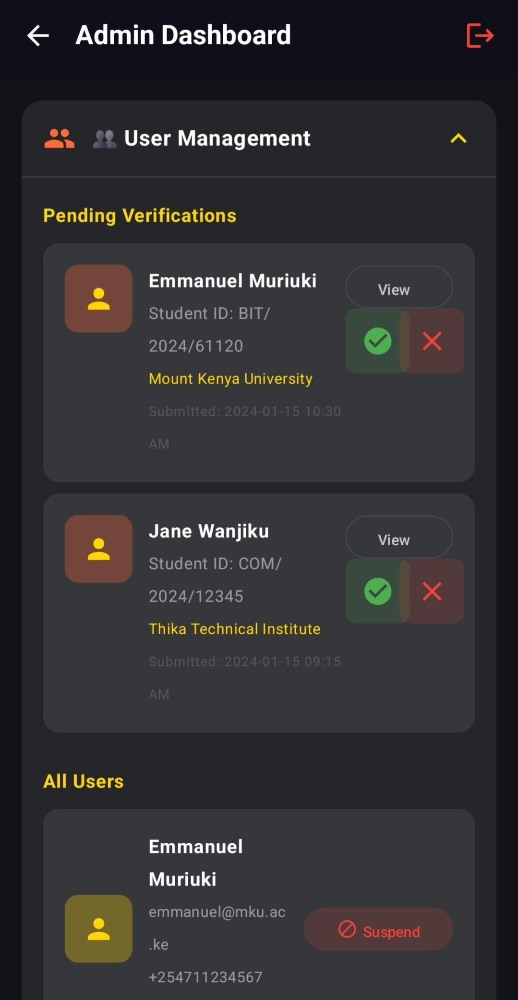 Admin Dashboard
👥 User Management
Pending Verifications
Emmanuel Muriuki
Student ID: BIT/
2024/61120
Mount Kenya University
Submitted: 2024-01-15 10:30
AM
View
Jane Wanjiku
Student ID: COM/
2024/12345
Thika Technical Institute
Submitted: 2024-01-15 09:15
AM
View
All Users
Emmanuel
Muriuki
emmanuel@mku.ac
.ke
+254711234567
Suspend